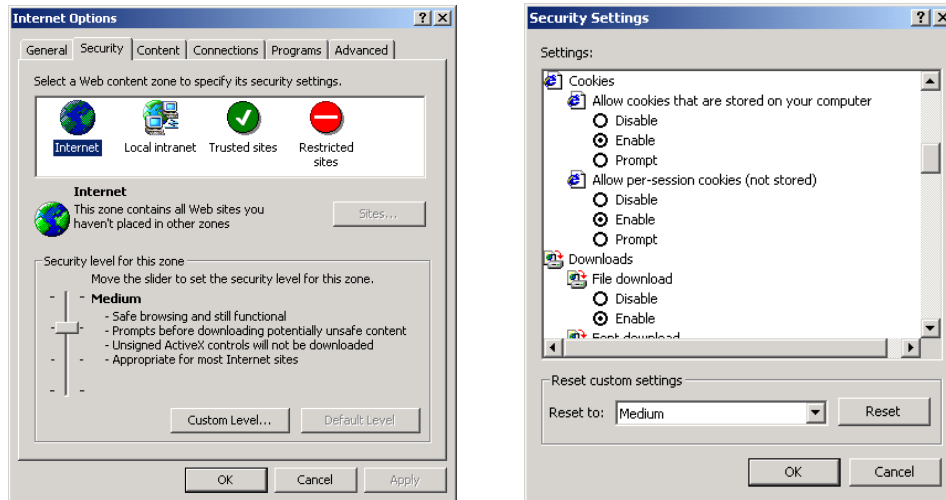 Internet Options
General Security Content Connections Programs Advanced
Select a Web content zone to specify its security settings.
Internet Local intranet Trusted sites Restricted
sites
Internet
This zone contains all Web sites you
haven't placed in other zones
Sites...
Security level for this zone
Move the slider to set the security level for this zone.
Medium
- Safe browsing and still functional
- Prompts before downloading potentially unsafe content
- Unsigned ActiveX controls will not be downloaded
- Appropriate for most Internet sites
Custom Level... Default Level
OK Cancel Apply
Security Settings
Settings:
Cookies
Allow cookies that are stored on your computer
Disable
Enable
Prompt
Allow per-session cookies (not stored)
Disable
Enable
Prompt
Downloads
File download
Disable
Enable
Font download
Reset custom settings
Reset to: Medium Reset
OK Cancel